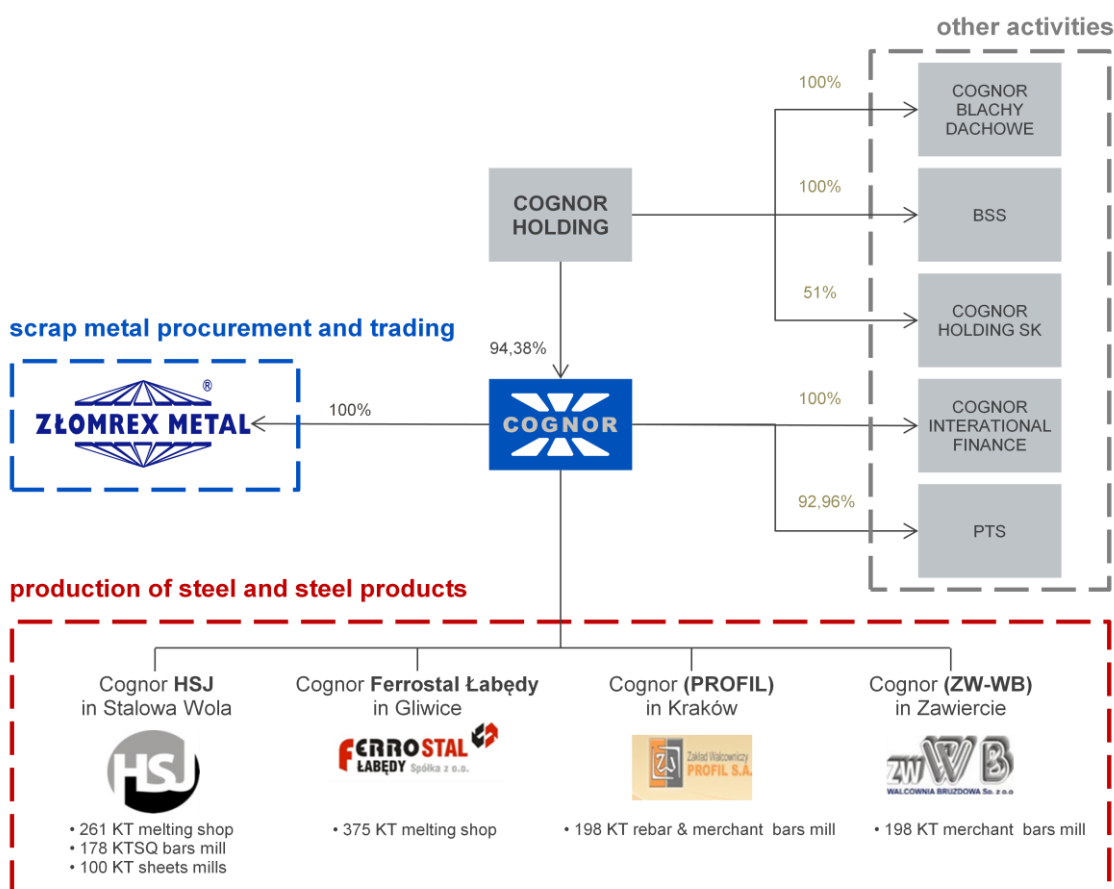 other activities
100%
COGNOR
BLACHY
DACHOWE
COGNOR
HOLDING
100%
BSS
51%
COGNOR
HOLDING SK
scrap metal procurement and trading
94,38%
®
ZŁOMREX METAL
100%
COGNOR
100%
COGNOR
INTERATIONAL
FINANCE
92,96%
PTS
production of steel and steel products
Cognor HSJ
in Stalowa Wola
HSJ
• 261 KT melting shop
• 178 KTSQ bars mill
• 100 KT sheets mills
Cognor Ferrostal Łabędy
in Gliwice
FERROSTAL
ŁABĘDY Spółka z o.o.
• 375 KT melting shop
Cognor (PROFIL)
in Kraków
Zakład Walcowniczy
PROFIL S.A.
• 198 KT rebar & merchant bars mill
Cognor (ZW-WB)
in Zawiercie
ZW WB
WALCOWNIA BRUZDOWA Sp. z o.o
• 198 KT merchant bars mill